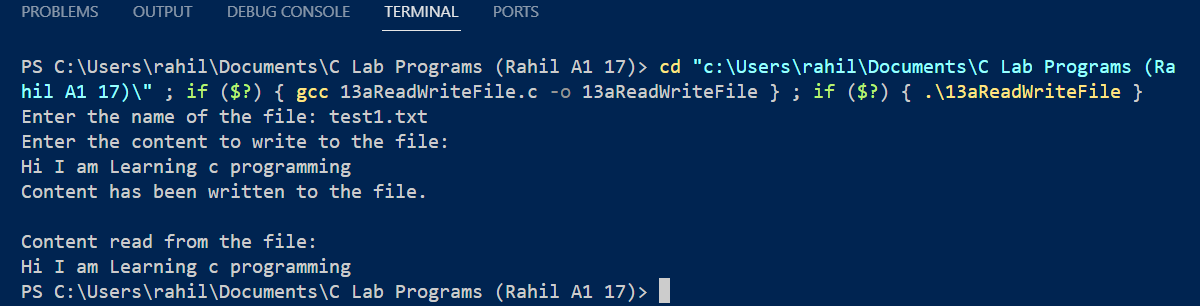 PROBLEMS OUTPUT DEBUG CONSOLE TERMINAL PORTS
PS C:\Users\rahil\Documents\C Lab Programs (Rahil A1 17)> cd "c:\Users\rahil\Documents\C Lab Programs (Ra
hil A1 17)\" ; if ($?) { gcc 13aReadWriteFile.c -o 13aReadWriteFile } ; if ($?) { .\13aReadWriteFile }
Enter the name of the file: test1.txt
Enter the content to write to the file:
Hi I am Learning c programming
Content has been written to the file.

Content read from the file:
Hi I am Learning c programming
PS C:\Users\rahil\Documents\C Lab Programs (Rahil A1 17)>